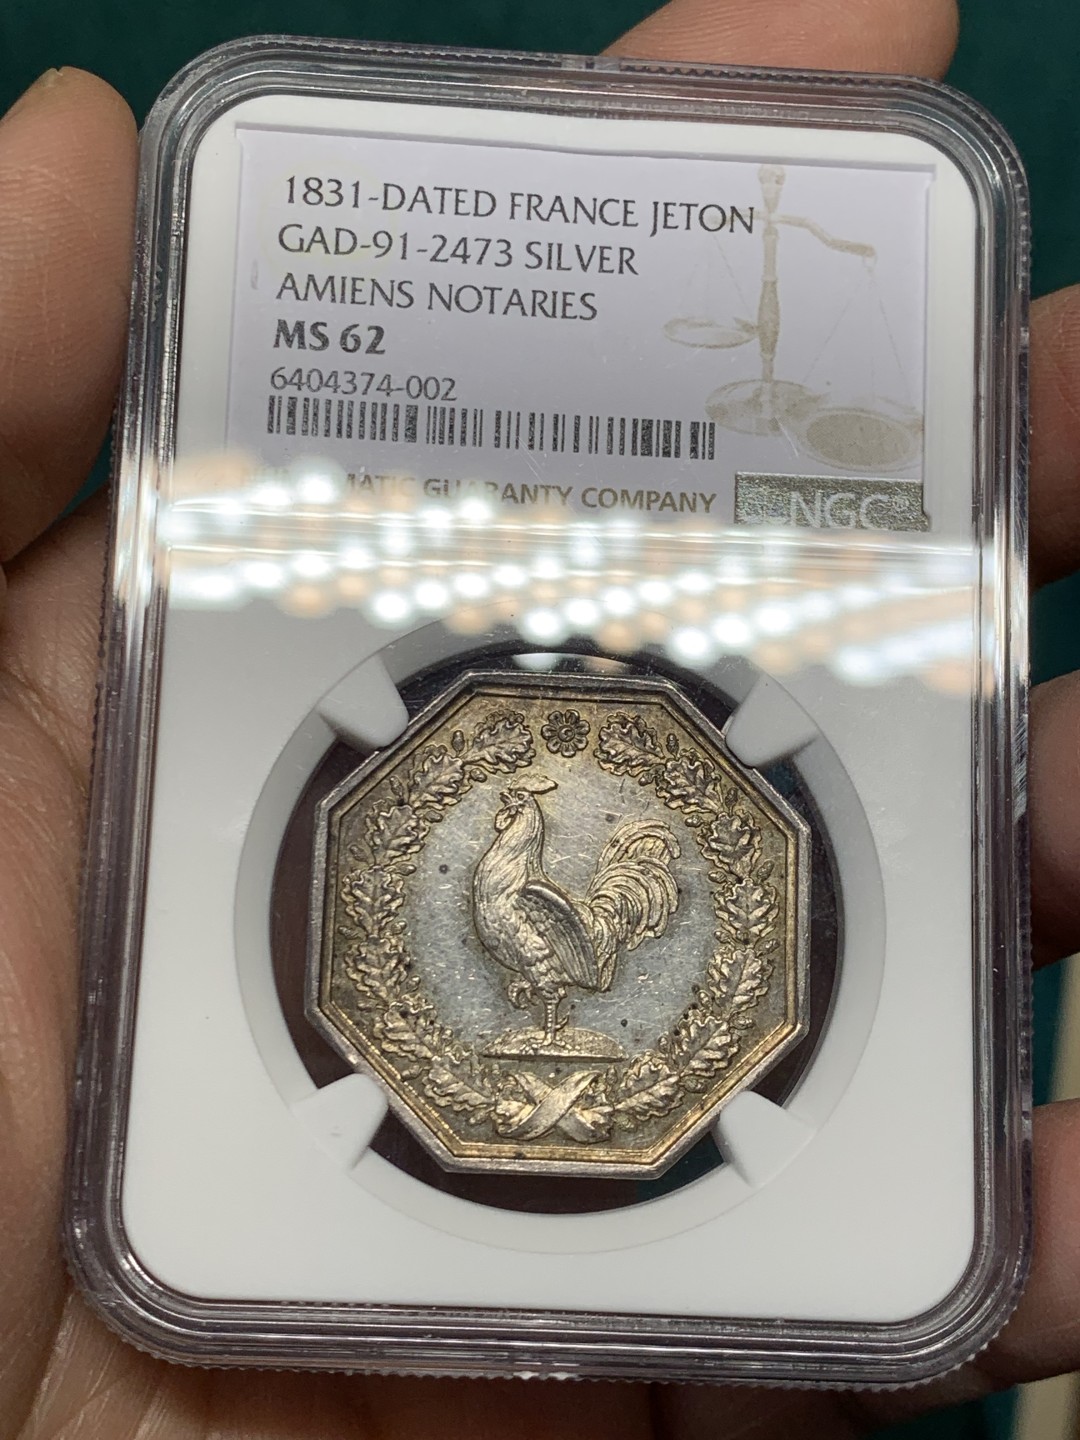 1831-DATED FRANCE JETON
GAD-91-2473 SILVER
AMIENS NOTARIES
MS 62
6404374-002
GUARANTY COMPANY
NGC®